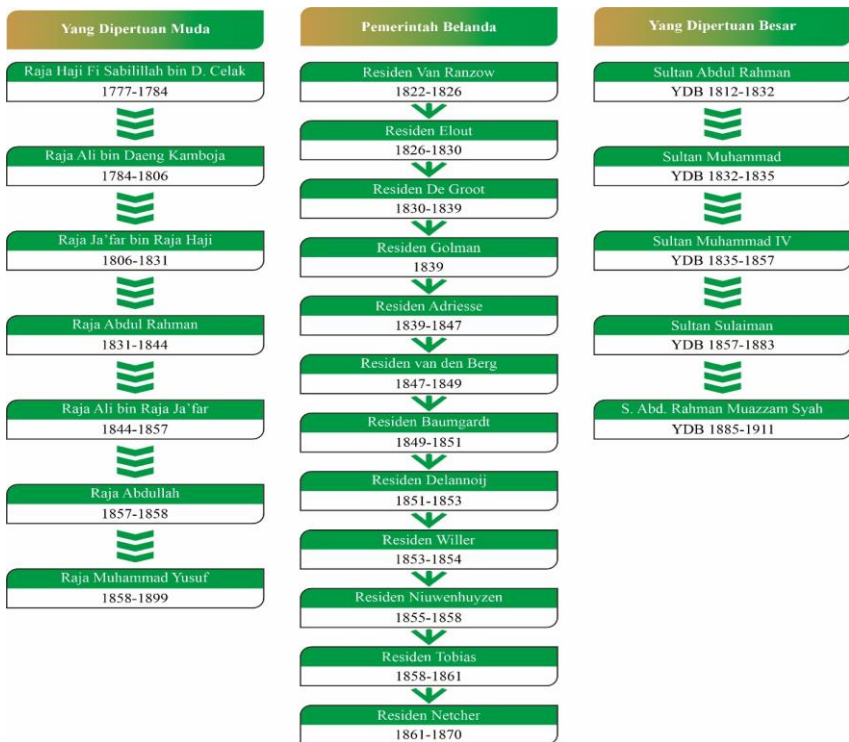 Yang Dipertuan Muda
Raja Haji Fi Sabilillah bin D. Celak
1777-1784
Raja Ali bin Daeng Kamboja
1784-1806
Raja Ja'far bin Raja Haji
1806-1831
Raja Abdul Rahman
1831-1844
Raja Ali bin Raja Ja'far
1844-1857
Raja Abdullah
1857-1858
Raja Muhammad Yusuf
1858-1899
Pemerintah Belanda
Residen Van Ranzow
1822-1826
Residen Elout
1826-1830
Residen De Groot
1830-1839
Residen Golman
1839
Residen Adriesse
1839-1847
Residen van den Berg
1847-1849
Residen Baumgardt
1849-1851
Residen Delannoij
1851-1853
Residen Willer
1853-1854
Residen Niuwenhuyzen
1855-1858
Residen Tobias
1858-1861
Residen Netcher
1861-1870
Yang Dipertuan Besar
Sultan Abdul Rahman
YDB 1812-1832
Sultan Muhammad
YDB 1832-1835
Sultan Muhammad IV
YDB 1835-1857
Sultan Sulaiman
YDB 1857-1883
S. Abd. Rahman Muazzam Syah
YDB 1885-1911